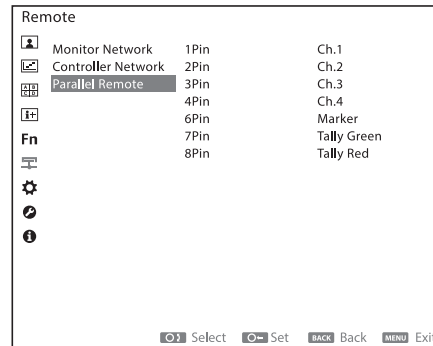 Remote
Monitor Network 1Pin Ch.1
Controller Network 2Pin Ch.2
Parallel Remote 3Pin Ch.3
4Pin Ch.4
6Pin Marker
7Pin Tally Green
8Pin Tally Red
A B
C D
i+
Fn
Select Set BACK Back MENU Exit